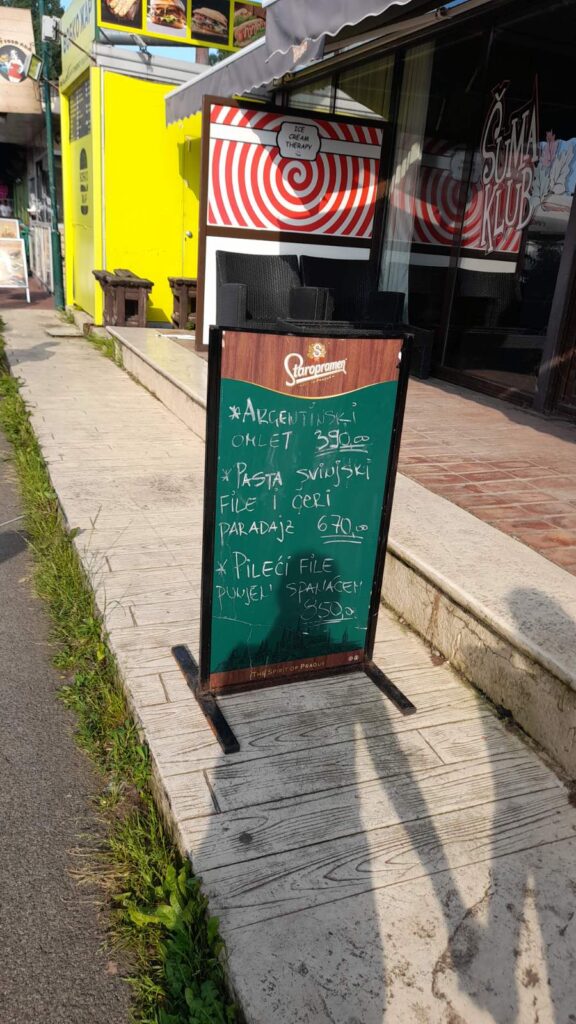 ICE
CREAM
THERAPY
ŠUMA
KLUB
Staropramen
*ARGENTINSKI
OMLET 390,00
*PASTA SVINJSKI
FILE I ČERI
PARADAJZ 670,00
*PILEĆI FILE
PUNJEN SPANAĆEM
850,00
THE SPIRIT OF PRAGUE